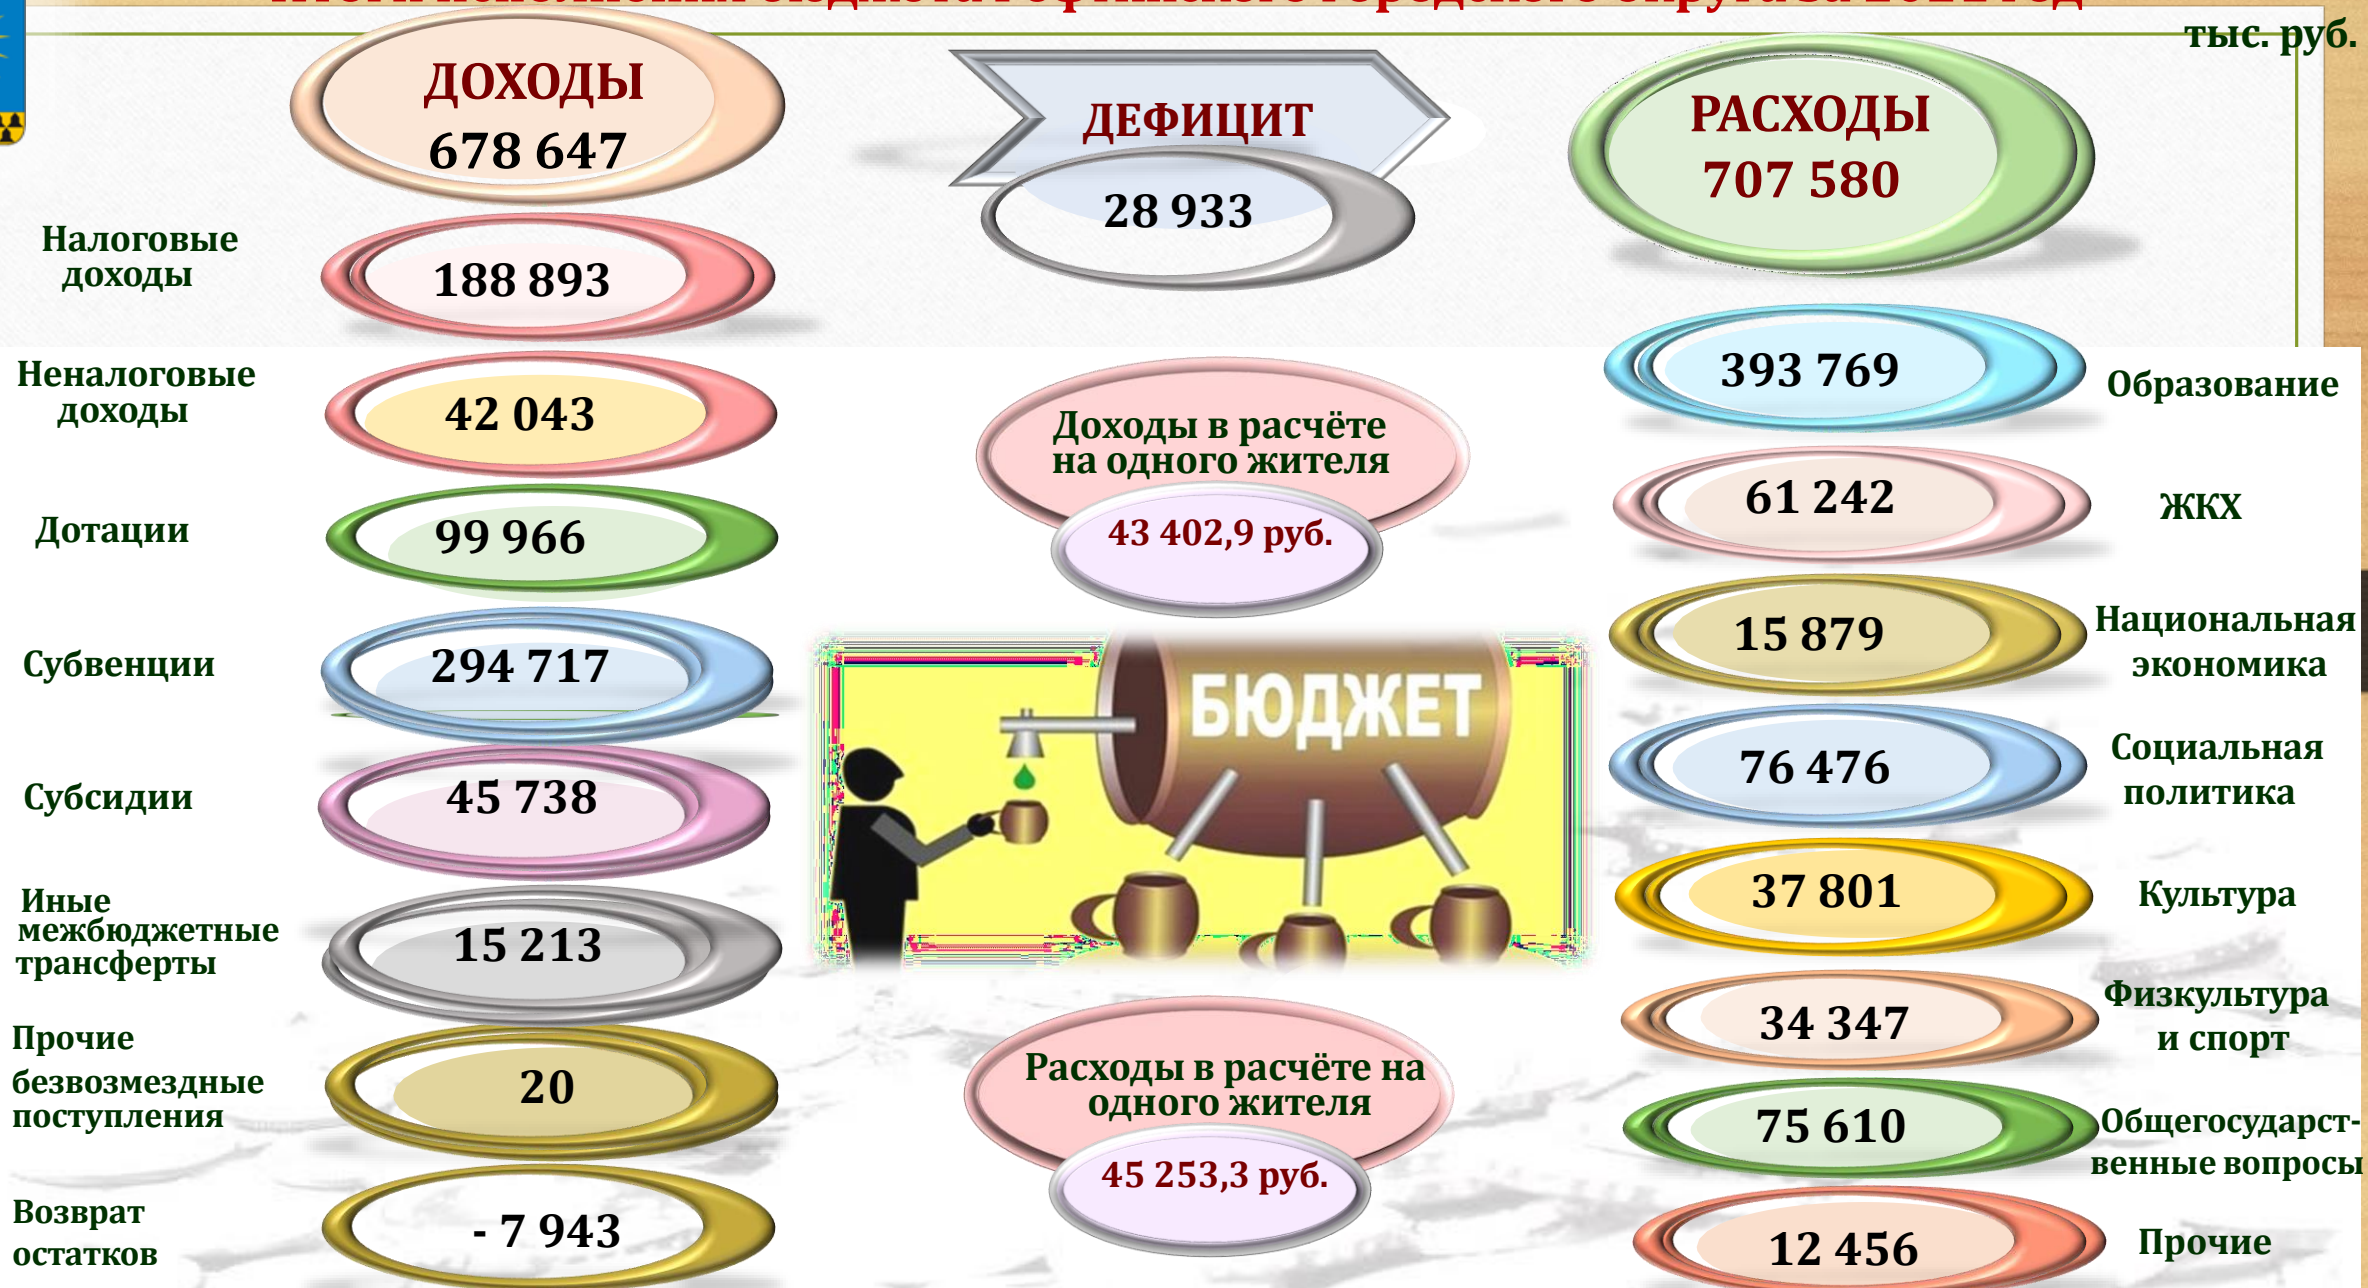 тыс. руб.
ДОХОДЫ
678 647
Налоговые
доходы
188 893
Неналоговые
доходы
42 043
Дотации
99 966
Субвенции
294 717
Субсидии
45 738
Иные
межбюджетные
трансферты
15 213
Прочие
безвозмездные
поступления
20
Возврат
остатков
- 7 943
ДЕФИЦИТ
28 933
Доходы в расчёте
на одного жителя
43 402,9 руб.
БЮДЖЕТ
Расходы в расчёте на
одного жителя
45 253,3 руб.
РАСХОДЫ
707 580
393 769
Образование
61 242
ЖКХ
15 879
Национальная
экономика
76 476
Социальная
политика
37 801
Культура
34 347
Физкультура
и спорт
75 610
Общегосударст-
венные вопросы
12 456
Прочие